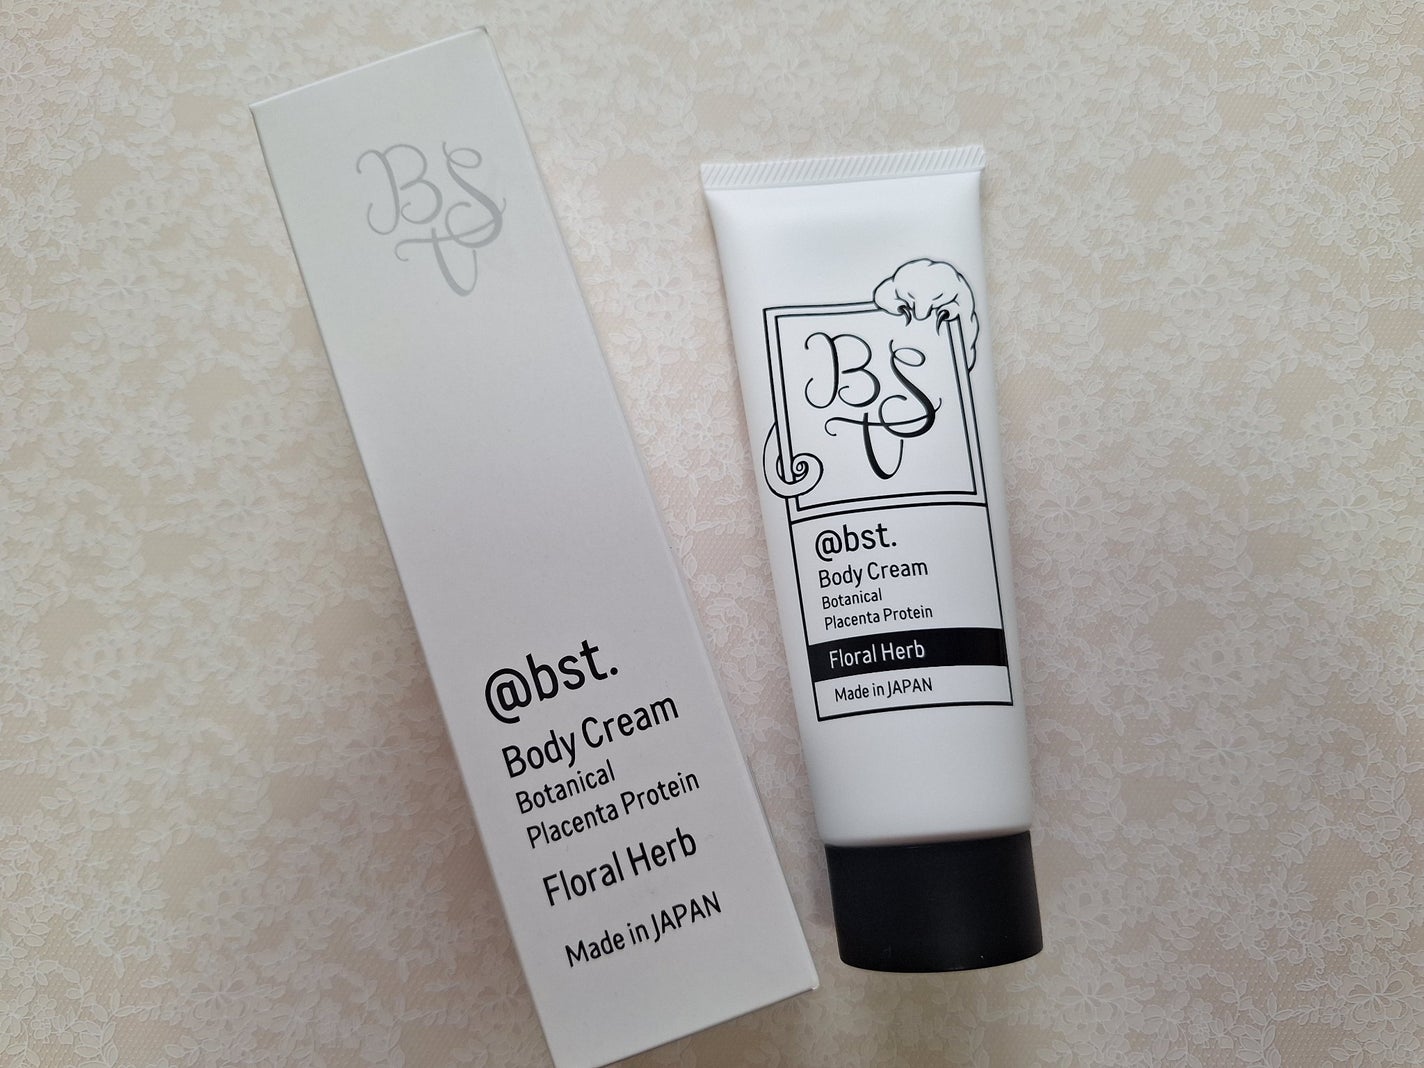 BST
@bst.
Body Cream
Botanical
Placenta Protein
Floral Herb
Made in JAPAN
BST
@bst.
Body Cream
Botanical
Placenta Protein
Floral Herb
Made in JAPAN